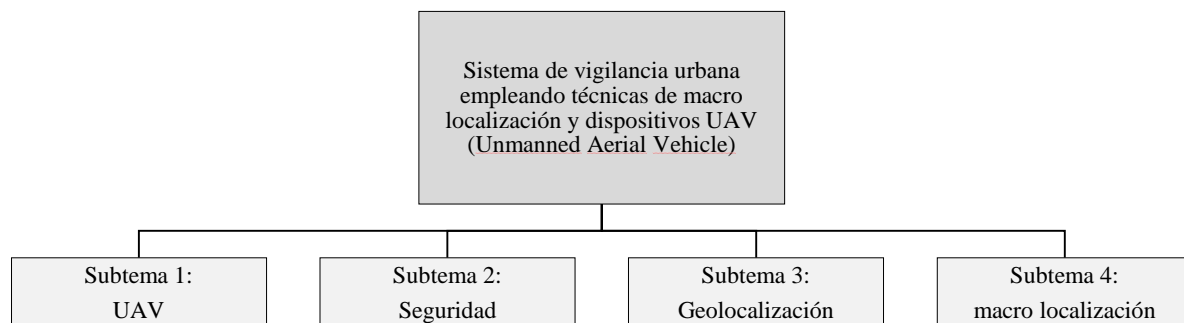 Sistema de vigilancia urbana
empleando técnicas de macro
localización y dispositivos UAV
(Unmanned Aerial Vehicle)
Subtema 1:
UAV
Subtema 2:
Seguridad
Subtema 3:
Geolocalización
Subtema 4:
macro localización